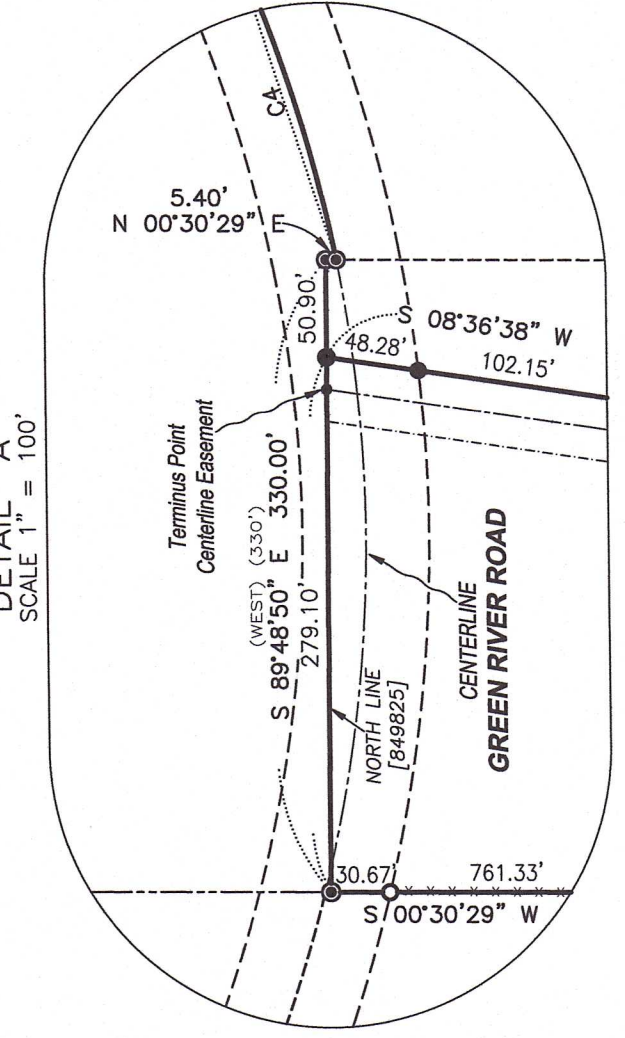 DETAIL "A"
SCALE 1" = 100'
C4
5.40'
N 00°30'29" E
50.90'
S 08°36'38" W
48.28'
102.15'
Terminus Point
Centerline Easement
(WEST) (330')
S 89°48'50" E 330.00'
279.10'
NORTH LINE
[849825]
CENTERLINE
GREEN RIVER ROAD
30.67'
761.33'
S 00°30'29" W